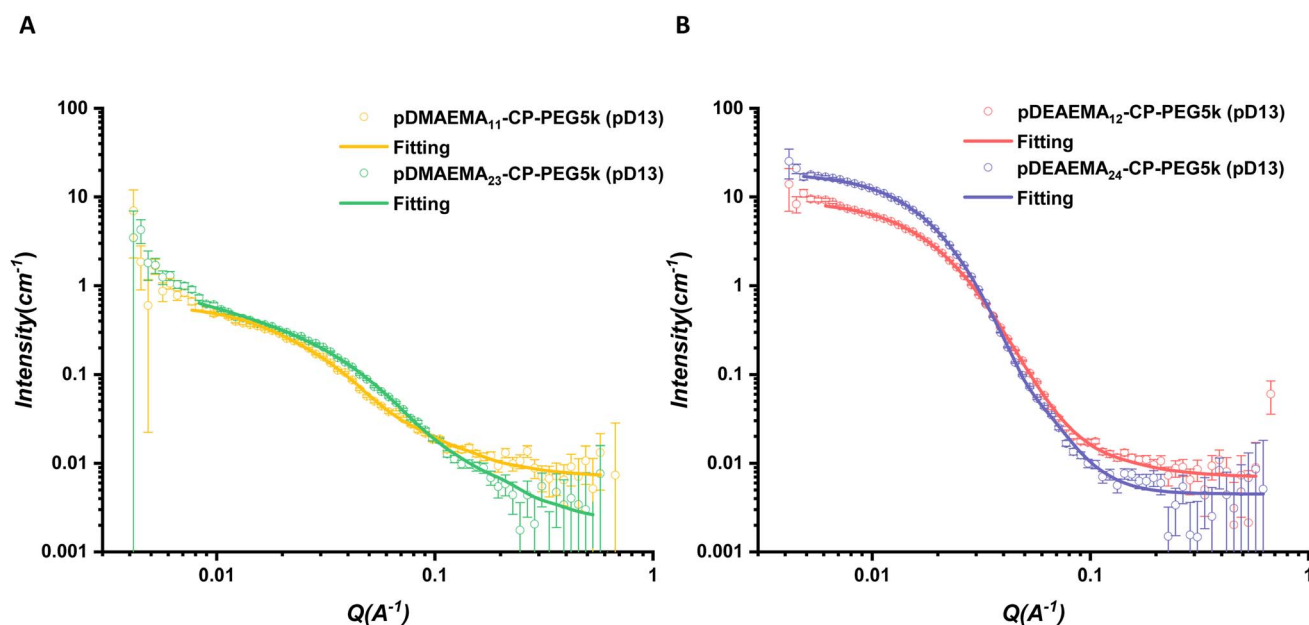 A
B
pDMAEMA₁₁-CP-PEG5k (pD13)
Fitting
pDMAEMA₂₃-CP-PEG5k (pD13)
Fitting
100
10
1
0.1
0.01
0.001
Intensity(cm⁻¹)
0.01
0.1
1
Q(A⁻¹)
pDEAEMA₁₂-CP-PEG5k (pD13)
Fitting
pDEAEMA₂₄-CP-PEG5k (pD13)
Fitting
100
10
1
0.1
0.01
0.001
Intensity(cm⁻¹)
0.01
0.1
1
Q(A⁻¹)